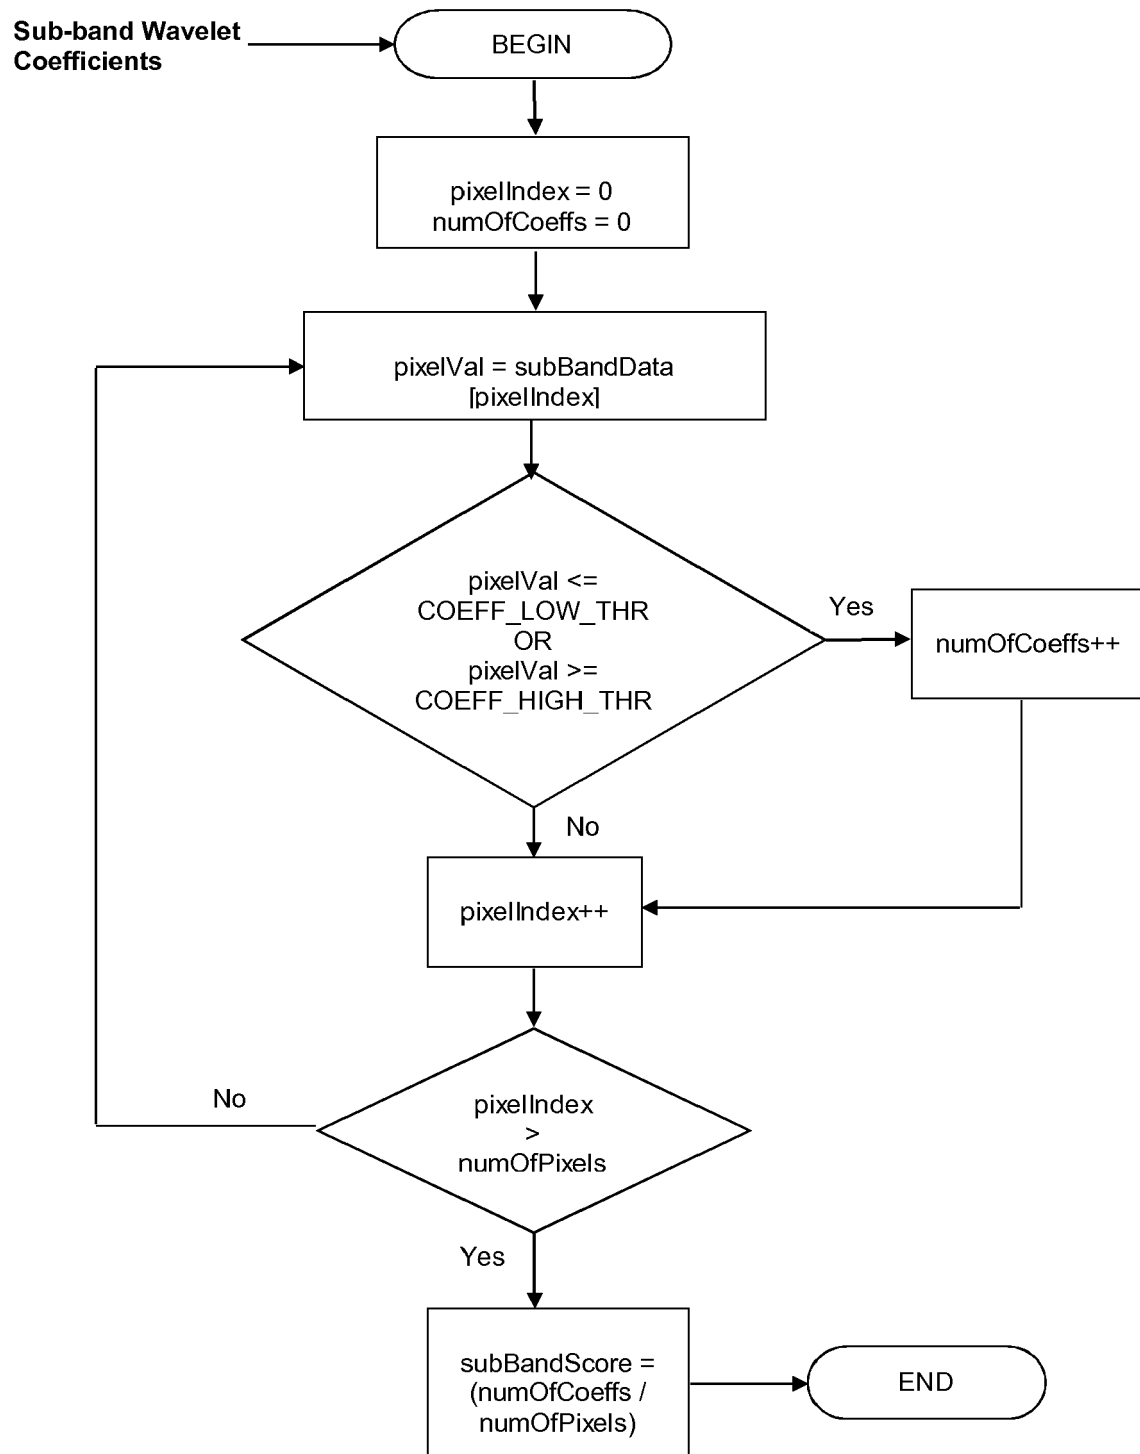 Sub-band Wavelet
Coefficients
BEGIN
pixelIndex = 0
numOfCoeffs = 0
pixelVal = subBandData
[pixelIndex]
pixelVal <=
COEFF_LOW_THR
OR
pixelVal >=
COEFF_HIGH_THR
Yes
numOfCoeffs++
No
pixelIndex++
No
pixelIndex
>
numOfPixels
Yes
subBandScore =
(numOfCoeffs /
numOfPixels)
END